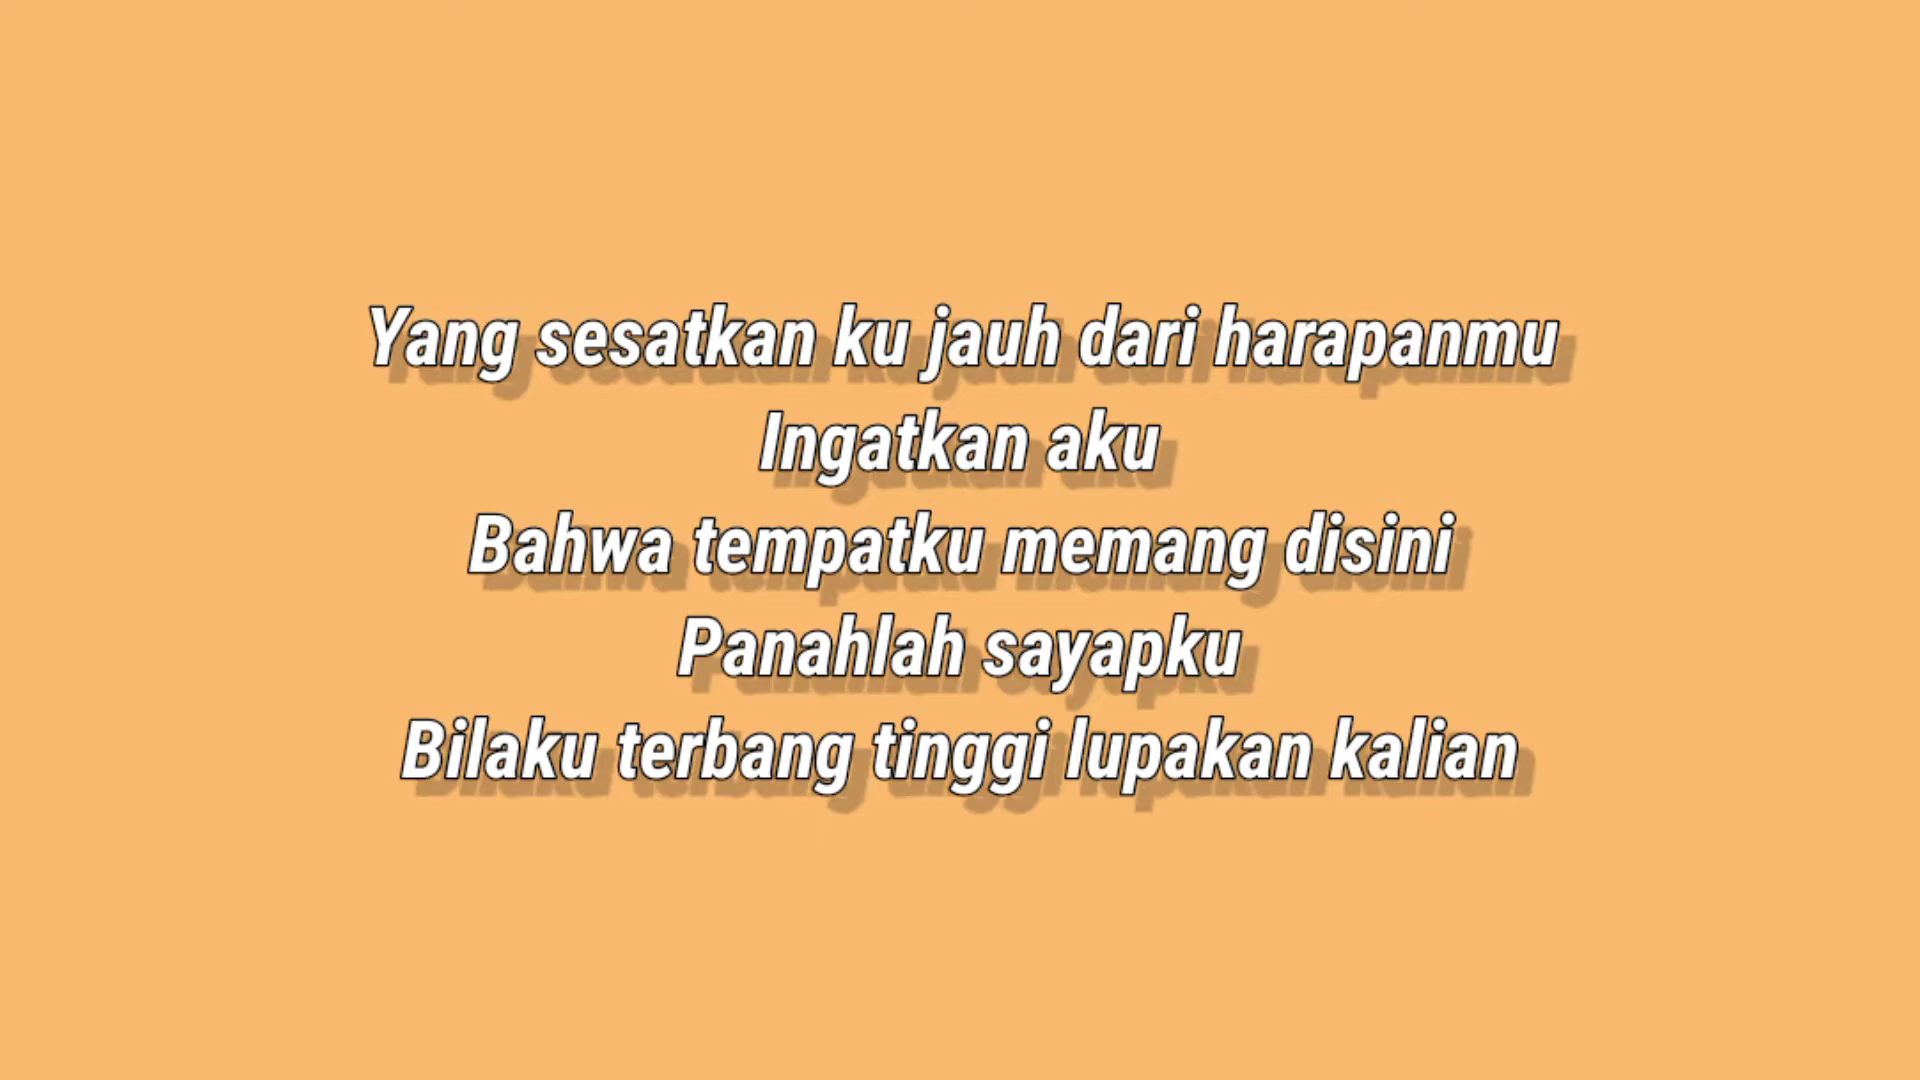 Yang sesatkan ku jauh dari harapanmu
Ingatkan aku
Bahwa tempatku memang disini
Panahlah sayapku
Bilaku terbang tinggi lupakan kalian